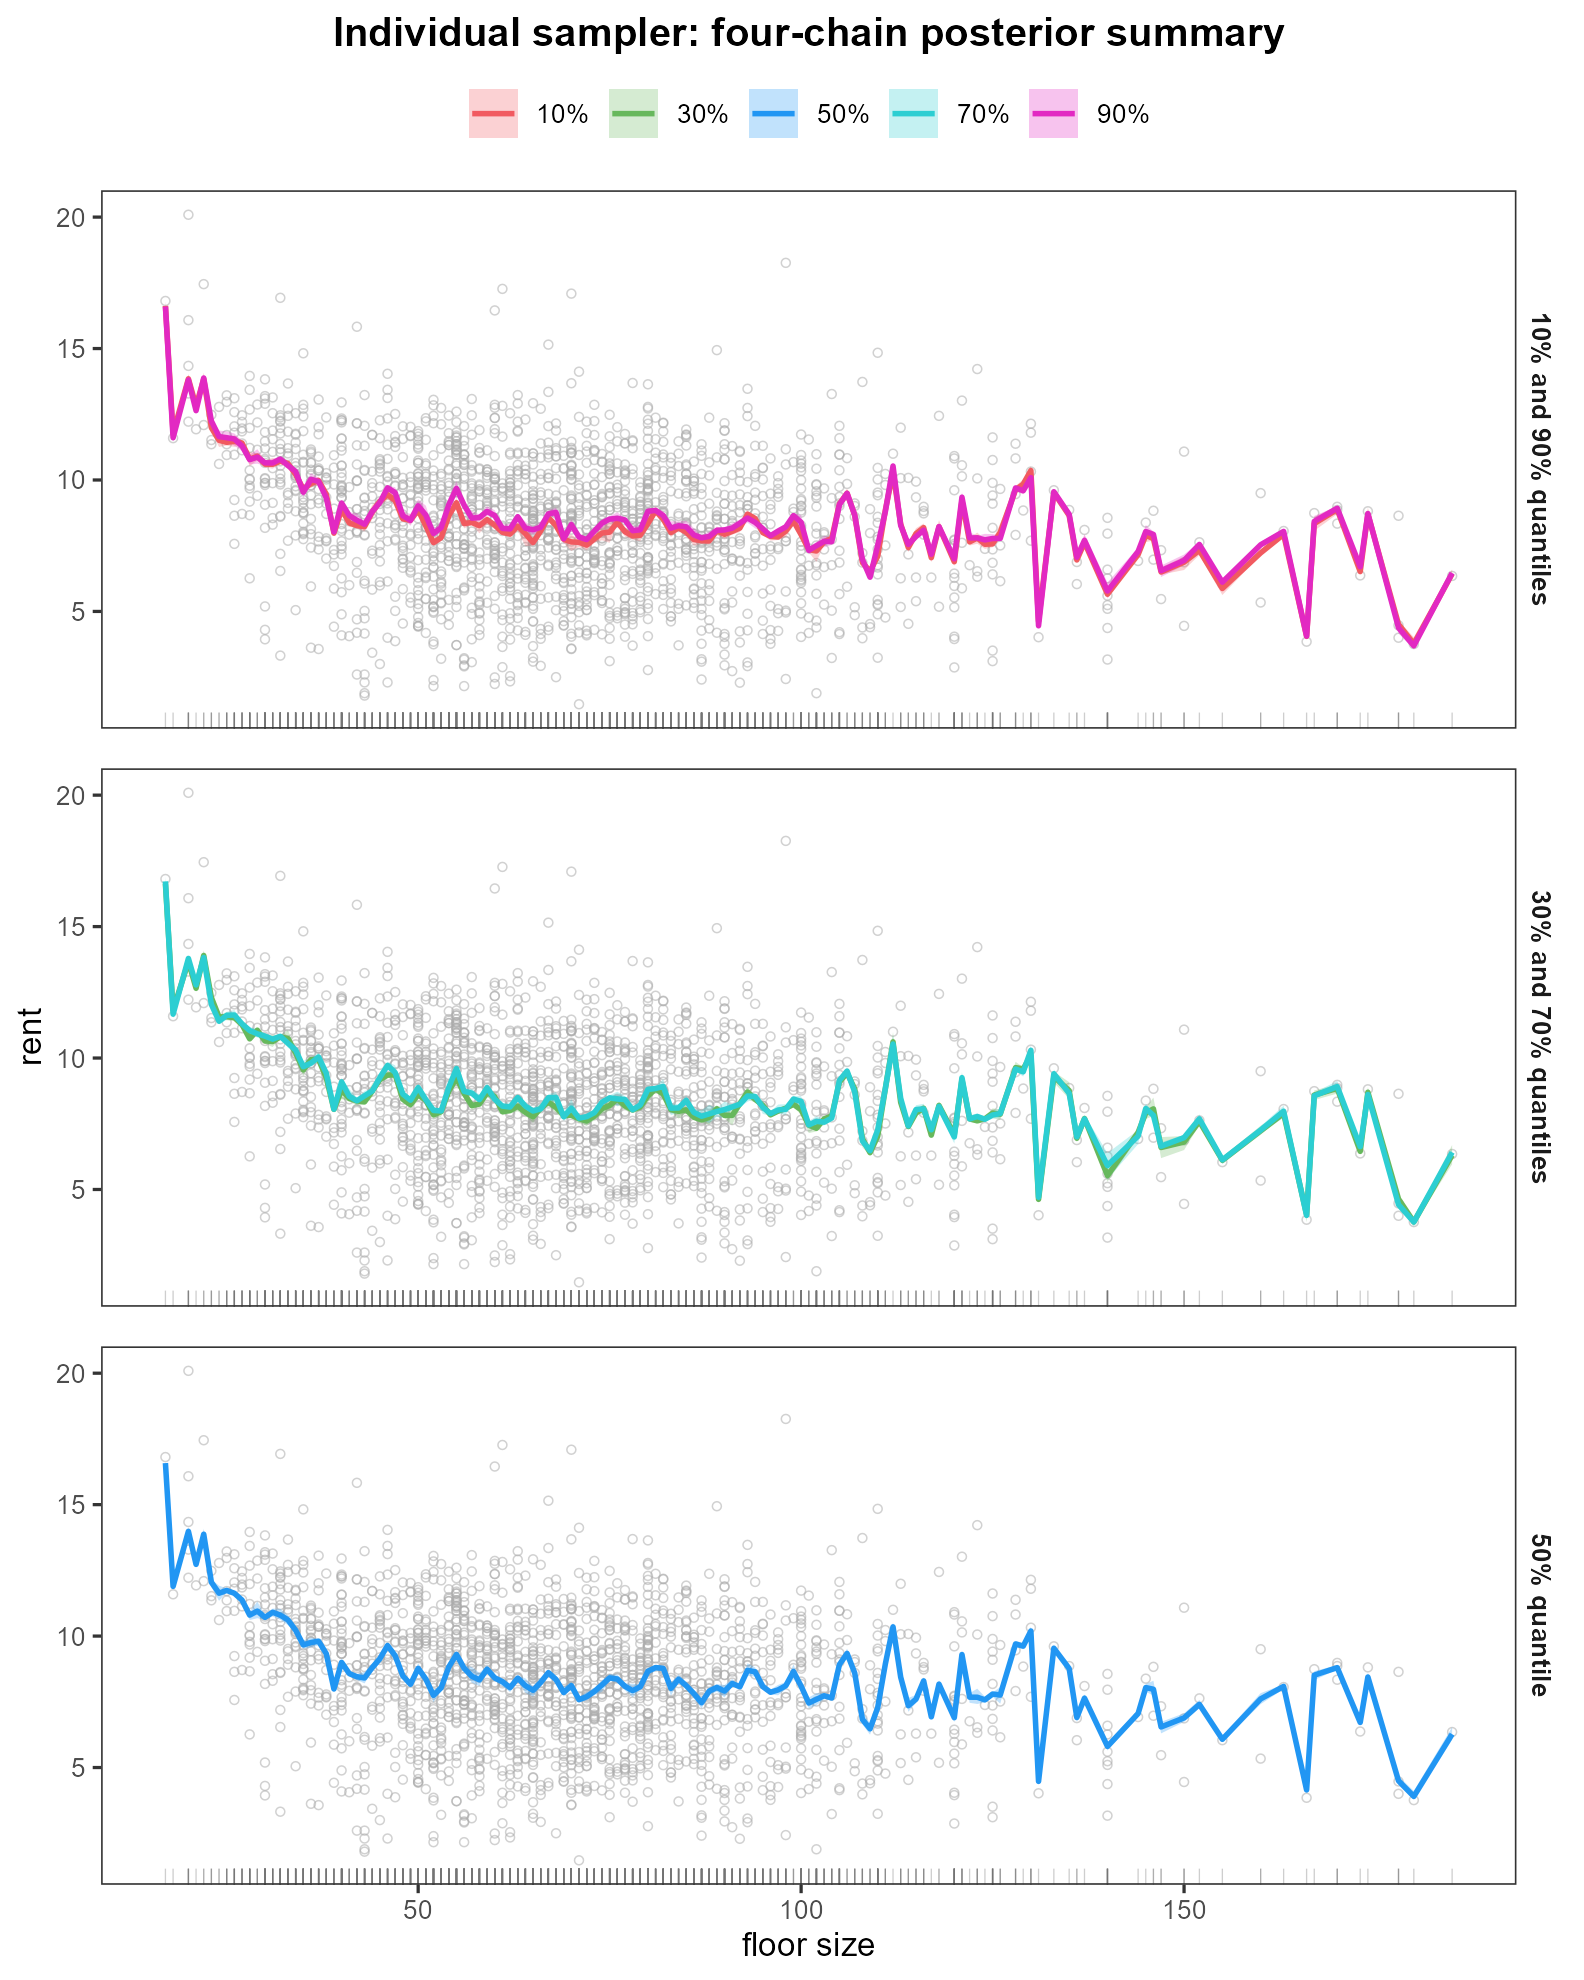 Individual sampler: four-chain posterior summary
10% 30% 50% 70% 90%
20
15
10
5
10% and 90% quantiles
20
15
10
5
rent
30% and 70% quantiles
20
15
10
5
50% quantile
50 100 150
floor size